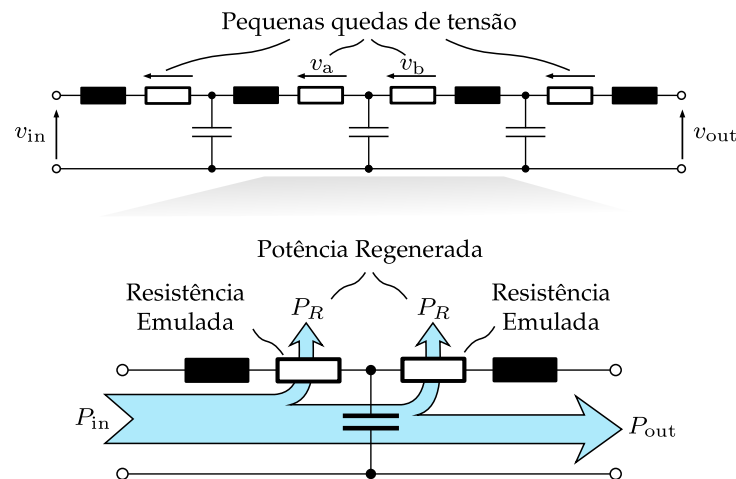 Pequenas quedas de tensão
v_a
v_b
v_in
v_out
Potência Regenerada
Resistência
Emulada
P_R
P_R
Resistência
Emulada
P_in
P_out